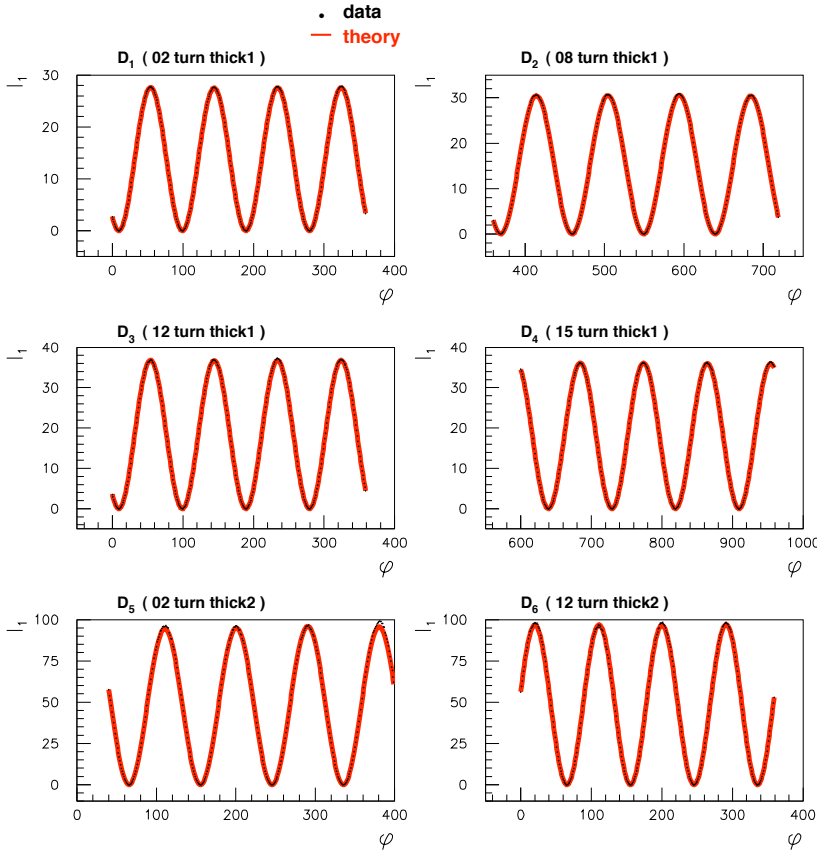 data
theory
D1 ( 02 turn thick1 )
D2 ( 08 turn thick1 )
I1
30
20
10
0
0 100 200 300 400
φ
I1
30
20
10
0
400 500 600 700
φ
D3 ( 12 turn thick1 )
D4 ( 15 turn thick1 )
I1
40
30
20
10
0
0 100 200 300 400
φ
I1
40
30
20
10
0
600 700 800 900 1000
φ
D5 ( 02 turn thick2 )
D6 ( 12 turn thick2 )
I1
100
75
50
25
0
0 100 200 300 400
φ
I1
100
75
50
25
0
0 100 200 300 400
φ